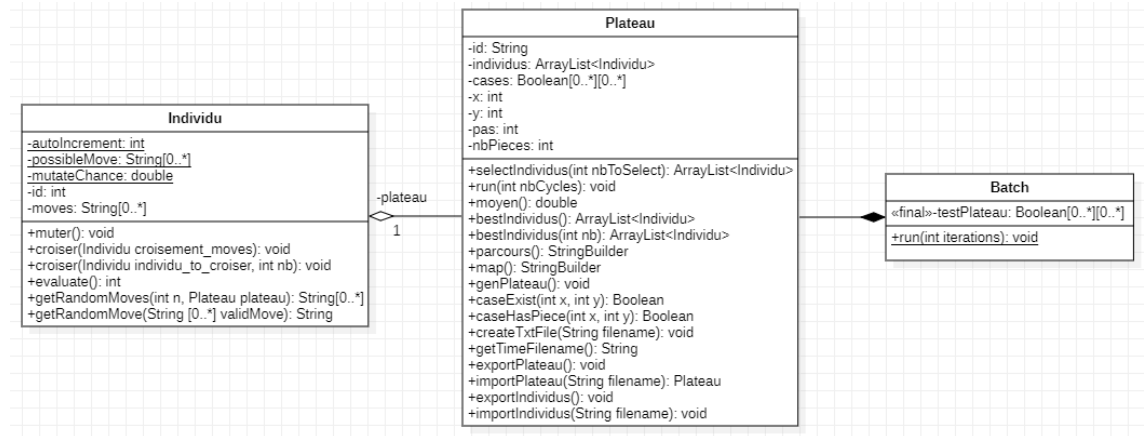 Individu
-autoIncrement: int
-possibleMove: String[0..*]
-mutateChance: double
-id: int
-moves: String[0..*]
+muter(): void
+croiser(Individu croisement_moves): void
+croiser(Individu individu_to_croiser, int nb): void
+evaluate(): int
+getRandomMoves(int n, Plateau plateau): String[0..*]
+getRandomMove(String [0..*] validMove): String
-plateau
1
Plateau
-id: String
-individus: ArrayList<Individu>
-cases: Boolean[0..*][0..*]
-x: int
-y: int
-pas: int
-nbPieces: int
+selectIndividus(int nbToSelect): ArrayList<Individu>
+run(int nbCycles): void
+moyen(): double
+bestIndividus(): ArrayList<Individu>
+bestIndividus(int nb): ArrayList<Individu>
+parcours(): StringBuilder
+map(): StringBuilder
+genPlateau(): void
+caseExist(int x, int y): Boolean
+caseHasPiece(int x, int y): Boolean
+createTxtFile(String filename): void
+getTimeFilename(): String
+exportPlateau(): void
+importPlateau(String filename): Plateau
+exportIndividus(): void
+importIndividus(String filename): void
Batch
«final»-testPlateau: Boolean[0..*][0..*]
+run(int iterations): void